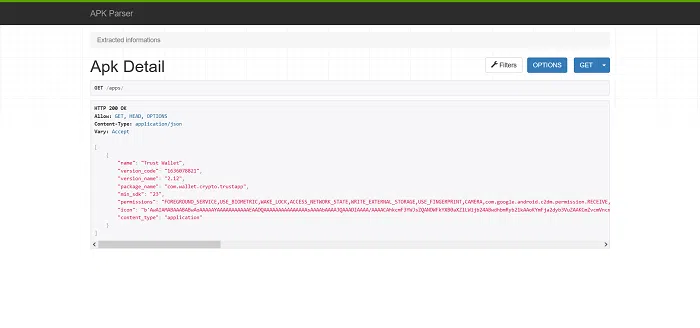 APK Parser
Extracted informations
Apk Detail
Filters
OPTIONS
GET
GET /apps/
HTTP 200 OK
Allow: GET, HEAD, OPTIONS
Content-Type: application/json
Vary: Accept
[
[
"name": "Trust Wallet",
"version_code": "1636078821",
"version_name": "2.12",
"package_name": "com.wallet.crypto.trustapp",
"min_sdk": "23",
"permissions": "FOREGROUND_SERVICE,USE_BIOMETRIC,WAKE_LOCK,ACCESS_NETWORK_STATE,WRITE_EXTERNAL_STORAGE,USE_FINGERPRINT,CAMERA,com.google.android.c2dm.permission.RECEIVE,
"icon":
"content_type": "application"
]
]